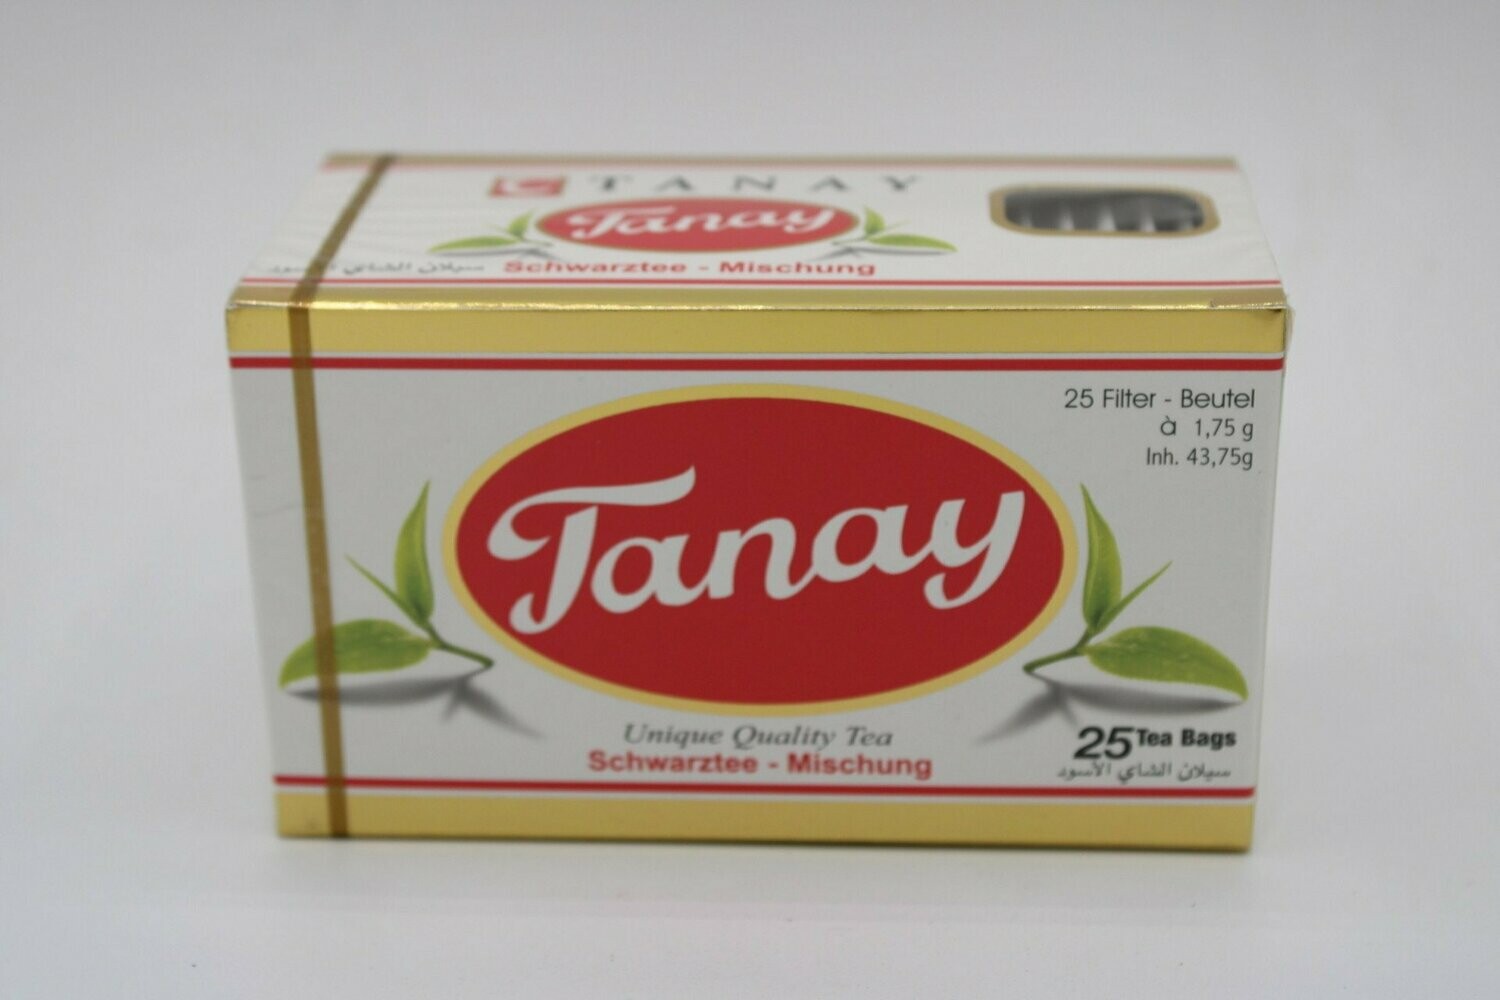 TANAY
Tanay
سيلان الشاي الأسود
Schwarztee - Mischung
25 Filter - Beutel
à 1,75 g
Inh. 43,75g
Tanay
Unique Quality Tea
Schwarztee - Mischung
25 Tea Bags
سيلان الشاي الأسود